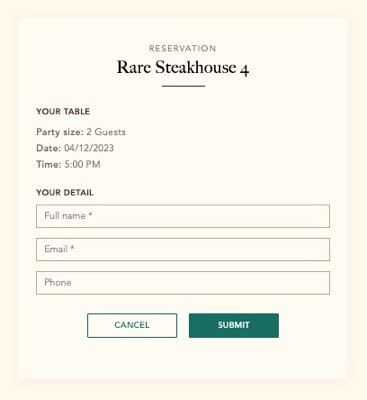 RESERVATION
Rare Steakhouse 4
YOUR TABLE
Party size: 2 Guests
Date: 04/12/2023
Time: 5:00 PM
YOUR DETAIL
Full name *
Email *
Phone
CANCEL
SUBMIT